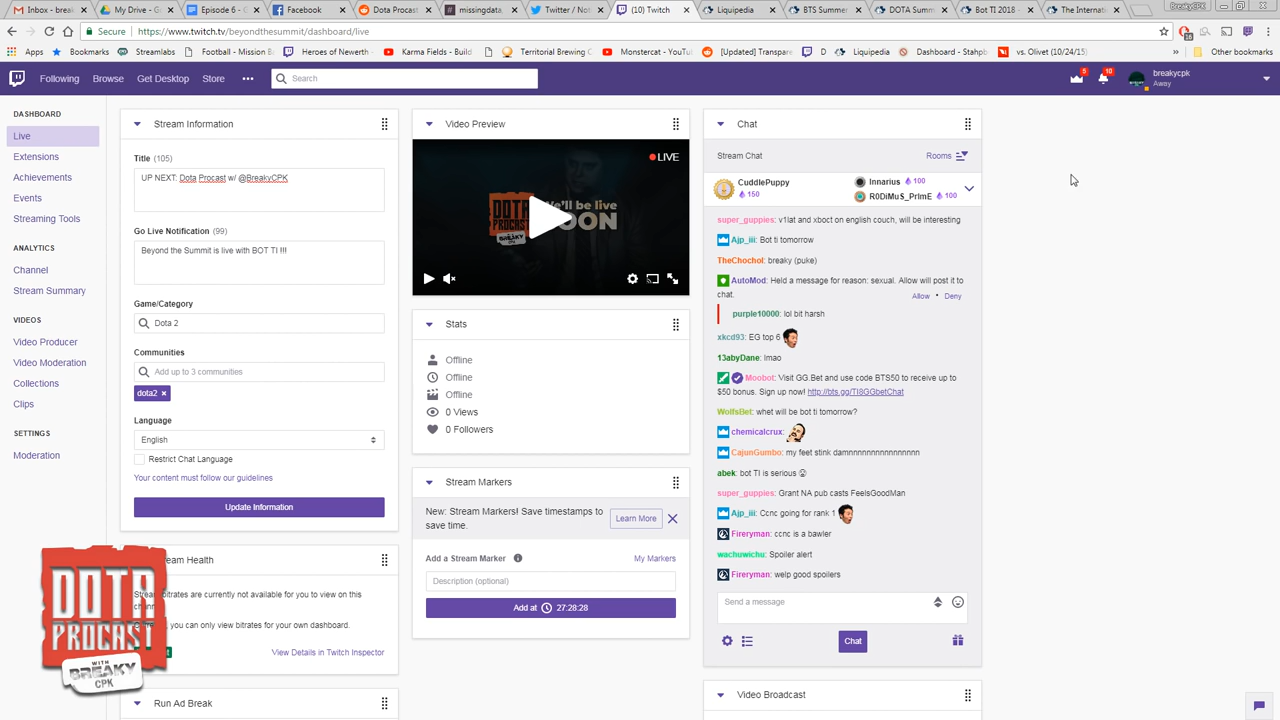 Inbox - break
My Drive - G
Episode 6 -
Facebook
Dota Procast
missingdata
Twitter / Not
(10) Twitch
Liquipedia
BTS Summer
DOTA Summ
Bot TI 2018 -
The Internati
BreakyCPK
Secure
https://www.twitch.tv/beyondthesummit/dashboard/live
Apps
Bookmarks
Streamlabs
Football - Mission B
Heroes of Newerth
Karma Fields - Build
Territorial Brewing C
Monstercat - YouTu
[Updated] Transpare
D
Liquipedia
Dashboard - Stahpb
vs. Olivet (10/24/15)
Other bookmarks
Following
Browse
Get Desktop
Store
Search
5
10
breakycpk
Away
DASHBOARD
Live
Extensions
Achievements
Events
Streaming Tools
ANALYTICS
Channel
Stream Summary
VIDEOS
Video Producer
Video Moderation
Collections
Clips
SETTINGS
Moderation
Stream Information
Title (105)
UP NEXT: Dota Procast w/ @BreakyCPK
Go Live Notification (99)
Beyond the Summit is live with BOT TI !!!
Game/Category
Dota 2
Communities
Add up to 3 communities
dota2 ×
Language
English
Restrict Chat Language
Your content must follow our guidelines
Update Information
eam Health
Stream bitrates are currently not available for you to view on this
chan
Curre you can only view bitrates for your own dashboard.
View Details in Twitch Inspector
Run Ad Break
DOTA
PROCAST
WITH
BREAKY
CPK
Video Preview
LIVE
DOTA
PROCAST
BREAKY
CPK
We'll be live
SOON
Stats
Offline
Offline
Offline
0 Views
0 Followers
Stream Markers
New: Stream Markers! Save timestamps to
save time.
Learn More
Add a Stream Marker
My Markers
Description (optional)
Add at 27:28:28
Chat
Stream Chat
Rooms
CuddlePuppy
150
Innarius 100
R0DiMuS_PrImE 100
super_guppies: v1lat and xboct on english couch, will be interesting
Ajp_iii: Bot ti tomorrow
TheChochol: breaky (puke)
AutoMod: Held a message for reason: sexual. Allow will post it to
chat.
Allow • Deny
purple10000: lol bit harsh
xkcd93: EG top 6
13abyDane: lmao
Moobot: Visit GG.Bet and use code BTS50 to receive up to
$50 bonus. Sign up now! http://bts.gg/TI8GGbetChat
WolfsBet: whet will be bot ti tomorrow?
chemicalcrux:
CajunGumbo: my feet stink damnnnnnnnnnnnnnnnn
abek: bot TI is serious
super_guppies: Grant NA pub casts FeelsGoodMan
Ajp_iii: Ccnc going for rank 1
Fireryman: ccnc is a bawler
wachuwichu: Spoiler alert
Fireryman: welp good spoilers
Send a message
Chat
Video Broadcast